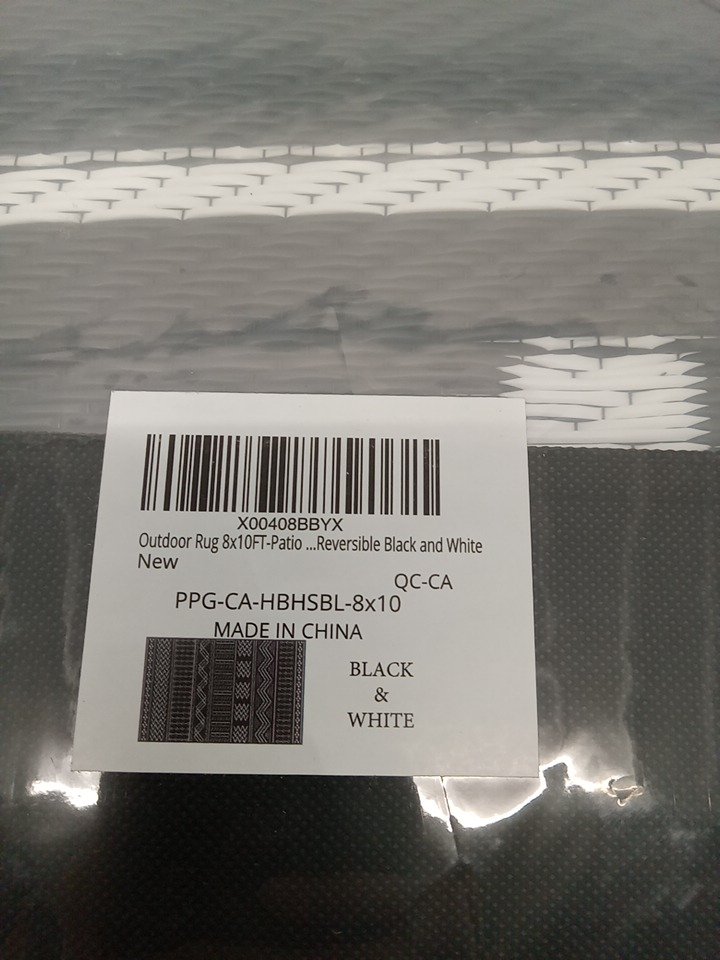 X00408BBYX
Outdoor Rug 8x10FT-Patio ...Reversible Black and White
New
QC-CA
PPG-CA-HBHSBL-8x10
MADE IN CHINA
BLACK
&
WHITE